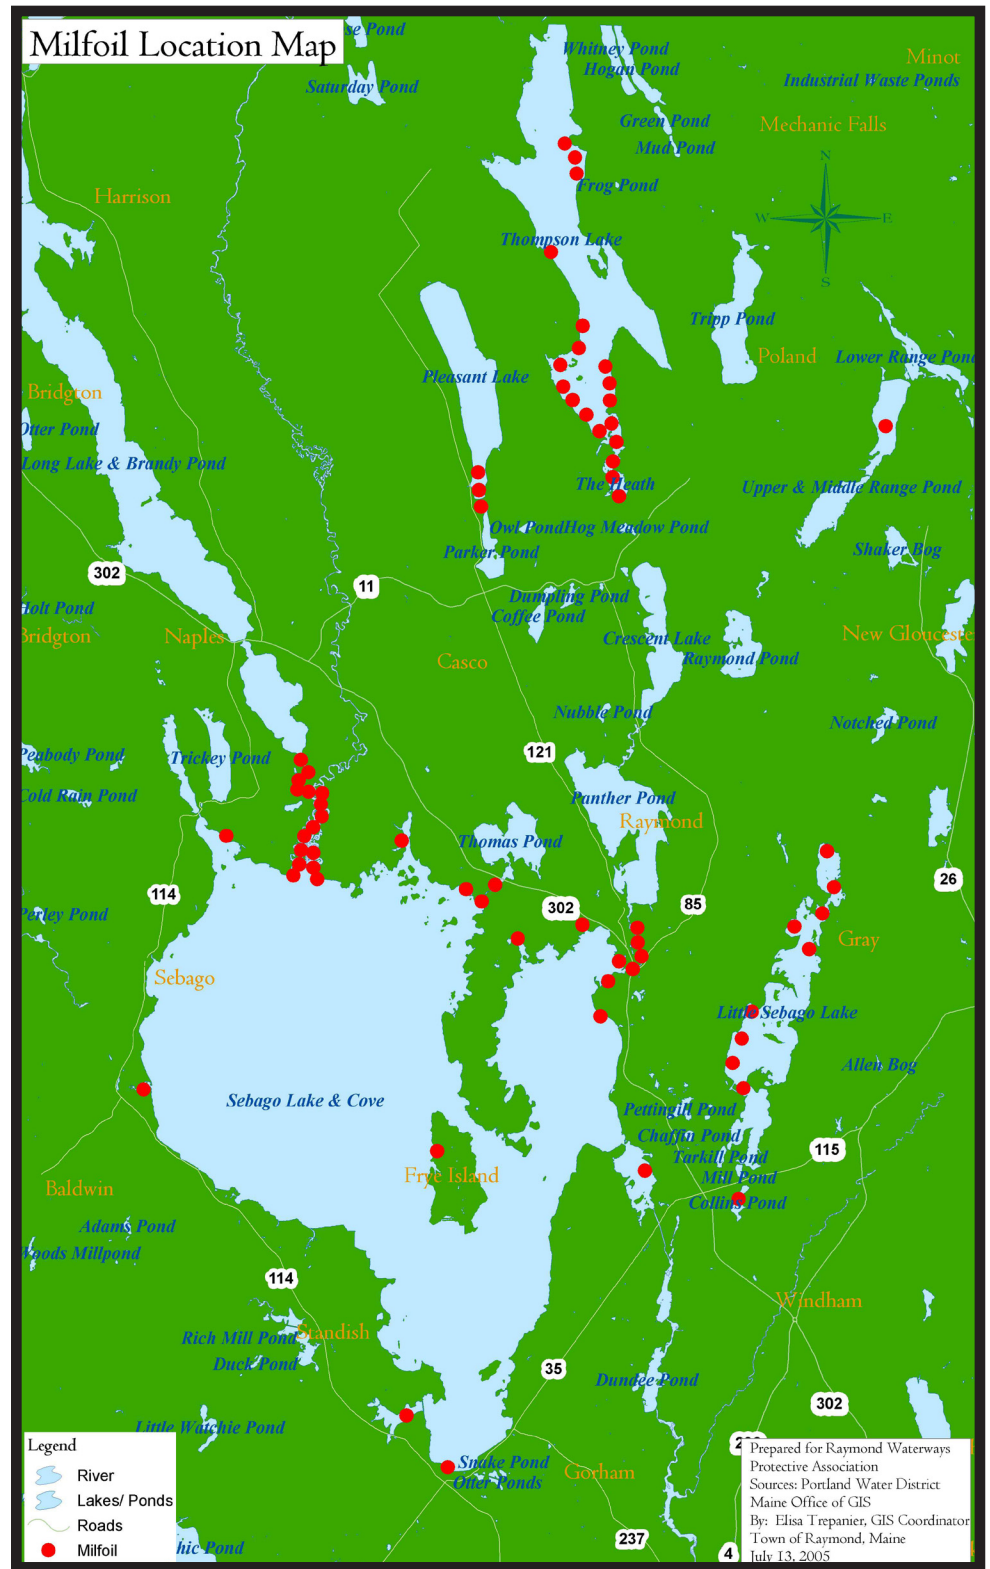 Milfoil Location Map
se Pond
Whitney Pond
Hogan Pond
Minot
Industrial Waste Ponds
Saturday Pond
Green Pond
Mechanic Falls
Mud Pond
N
Frog Pond
Harrison
W
E
Thompson Lake
S
Tripp Pond
Poland
Lower Range Pond
Pleasant Lake
Bridgton
Otter Pond
Long Lake & Brandy Pond
The Heath
Upper & Middle Range Pond
Owl Pond
Hog Meadow Pond
Parker Pond
Shaker Bog
302
11
Dumpling Pond
Holt Pond
Coffee Pond
Bridgton
Naples
Crescent Lake
New Glouceste
Casco
Raymond Pond
Nubble Pond
Notched Pond
121
Peabody Pond
Trickey Pond
Cold Rain Pond
Panther Pond
Raymond
Thomas Pond
26
114
302
85
Perley Pond
Gray
Sebago
Little Sebago Lake
Allen Bog
Sebago Lake & Cove
Pettingill Pond
Chaffin Pond
115
Tarkill Pond
Frye Island
Mill Pond
Baldwin
Collins Pond
Adams Pond
Woods Millpond
114
Windham
Standish
Rich Mill Pond
Duck Pond
35
Dundee Pond
302
Little Watchic Pond
Snake Pond
Gorham
Otter Ponds
hic Pond
237
4
Legend
River
Lakes/ Ponds
Roads
Milfoil
Prepared for Raymond Waterways
Protective Association
Sources: Portland Water District
Maine Office of GIS
By: Elisa Trepanier, GIS Coordinator
Town of Raymond, Maine
July 13, 2005